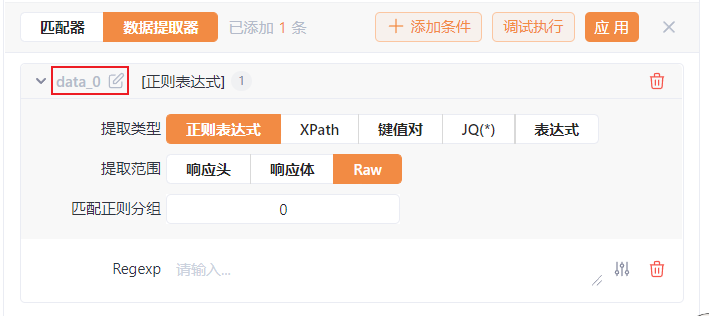 匹配器 数据提取器 已添加 1 条 添加条件 调试执行 应用
data_0 [正则表达式] 1
提取类型 正则表达式 XPath 键值对 JQ(*) 表达式
提取范围 响应头 响应体 Raw
匹配正则分组 0
Regexp 请输入...